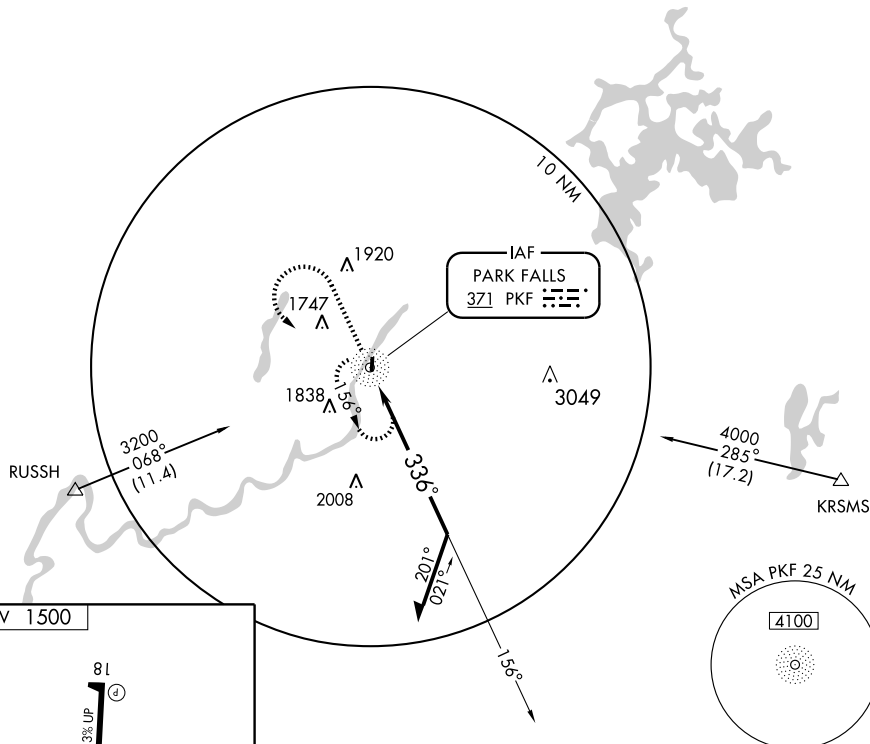 10 NM
IAF
PARK FALLS
371 PKF
1920
1747
1838
156°
3049
3200
068°
(11.4)
RUSSH
336°
2008
4000
285°
(17.2)
KRSMS
201°
021°
156°
MSA PKF 25 NM
4100
1500
18
P
3% UP